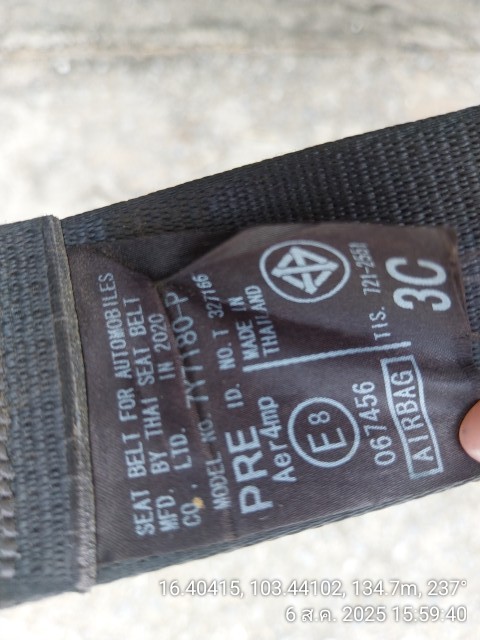 SEAT BELT FOR AUTOMOBILES
MFD. BY THAI SEAT BELT
CO., LTD. IN 2020
MODEL NO. 7Y7180-P
PRE ID. NO. T 327766
Aer4mp
MADE IN
THAILAND
E8
067456
TIS. 721-2551
AIRBAG
3C
16.40415, 103.44102, 134.7m, 237°
6 ส.ค. 2025 15:59:40